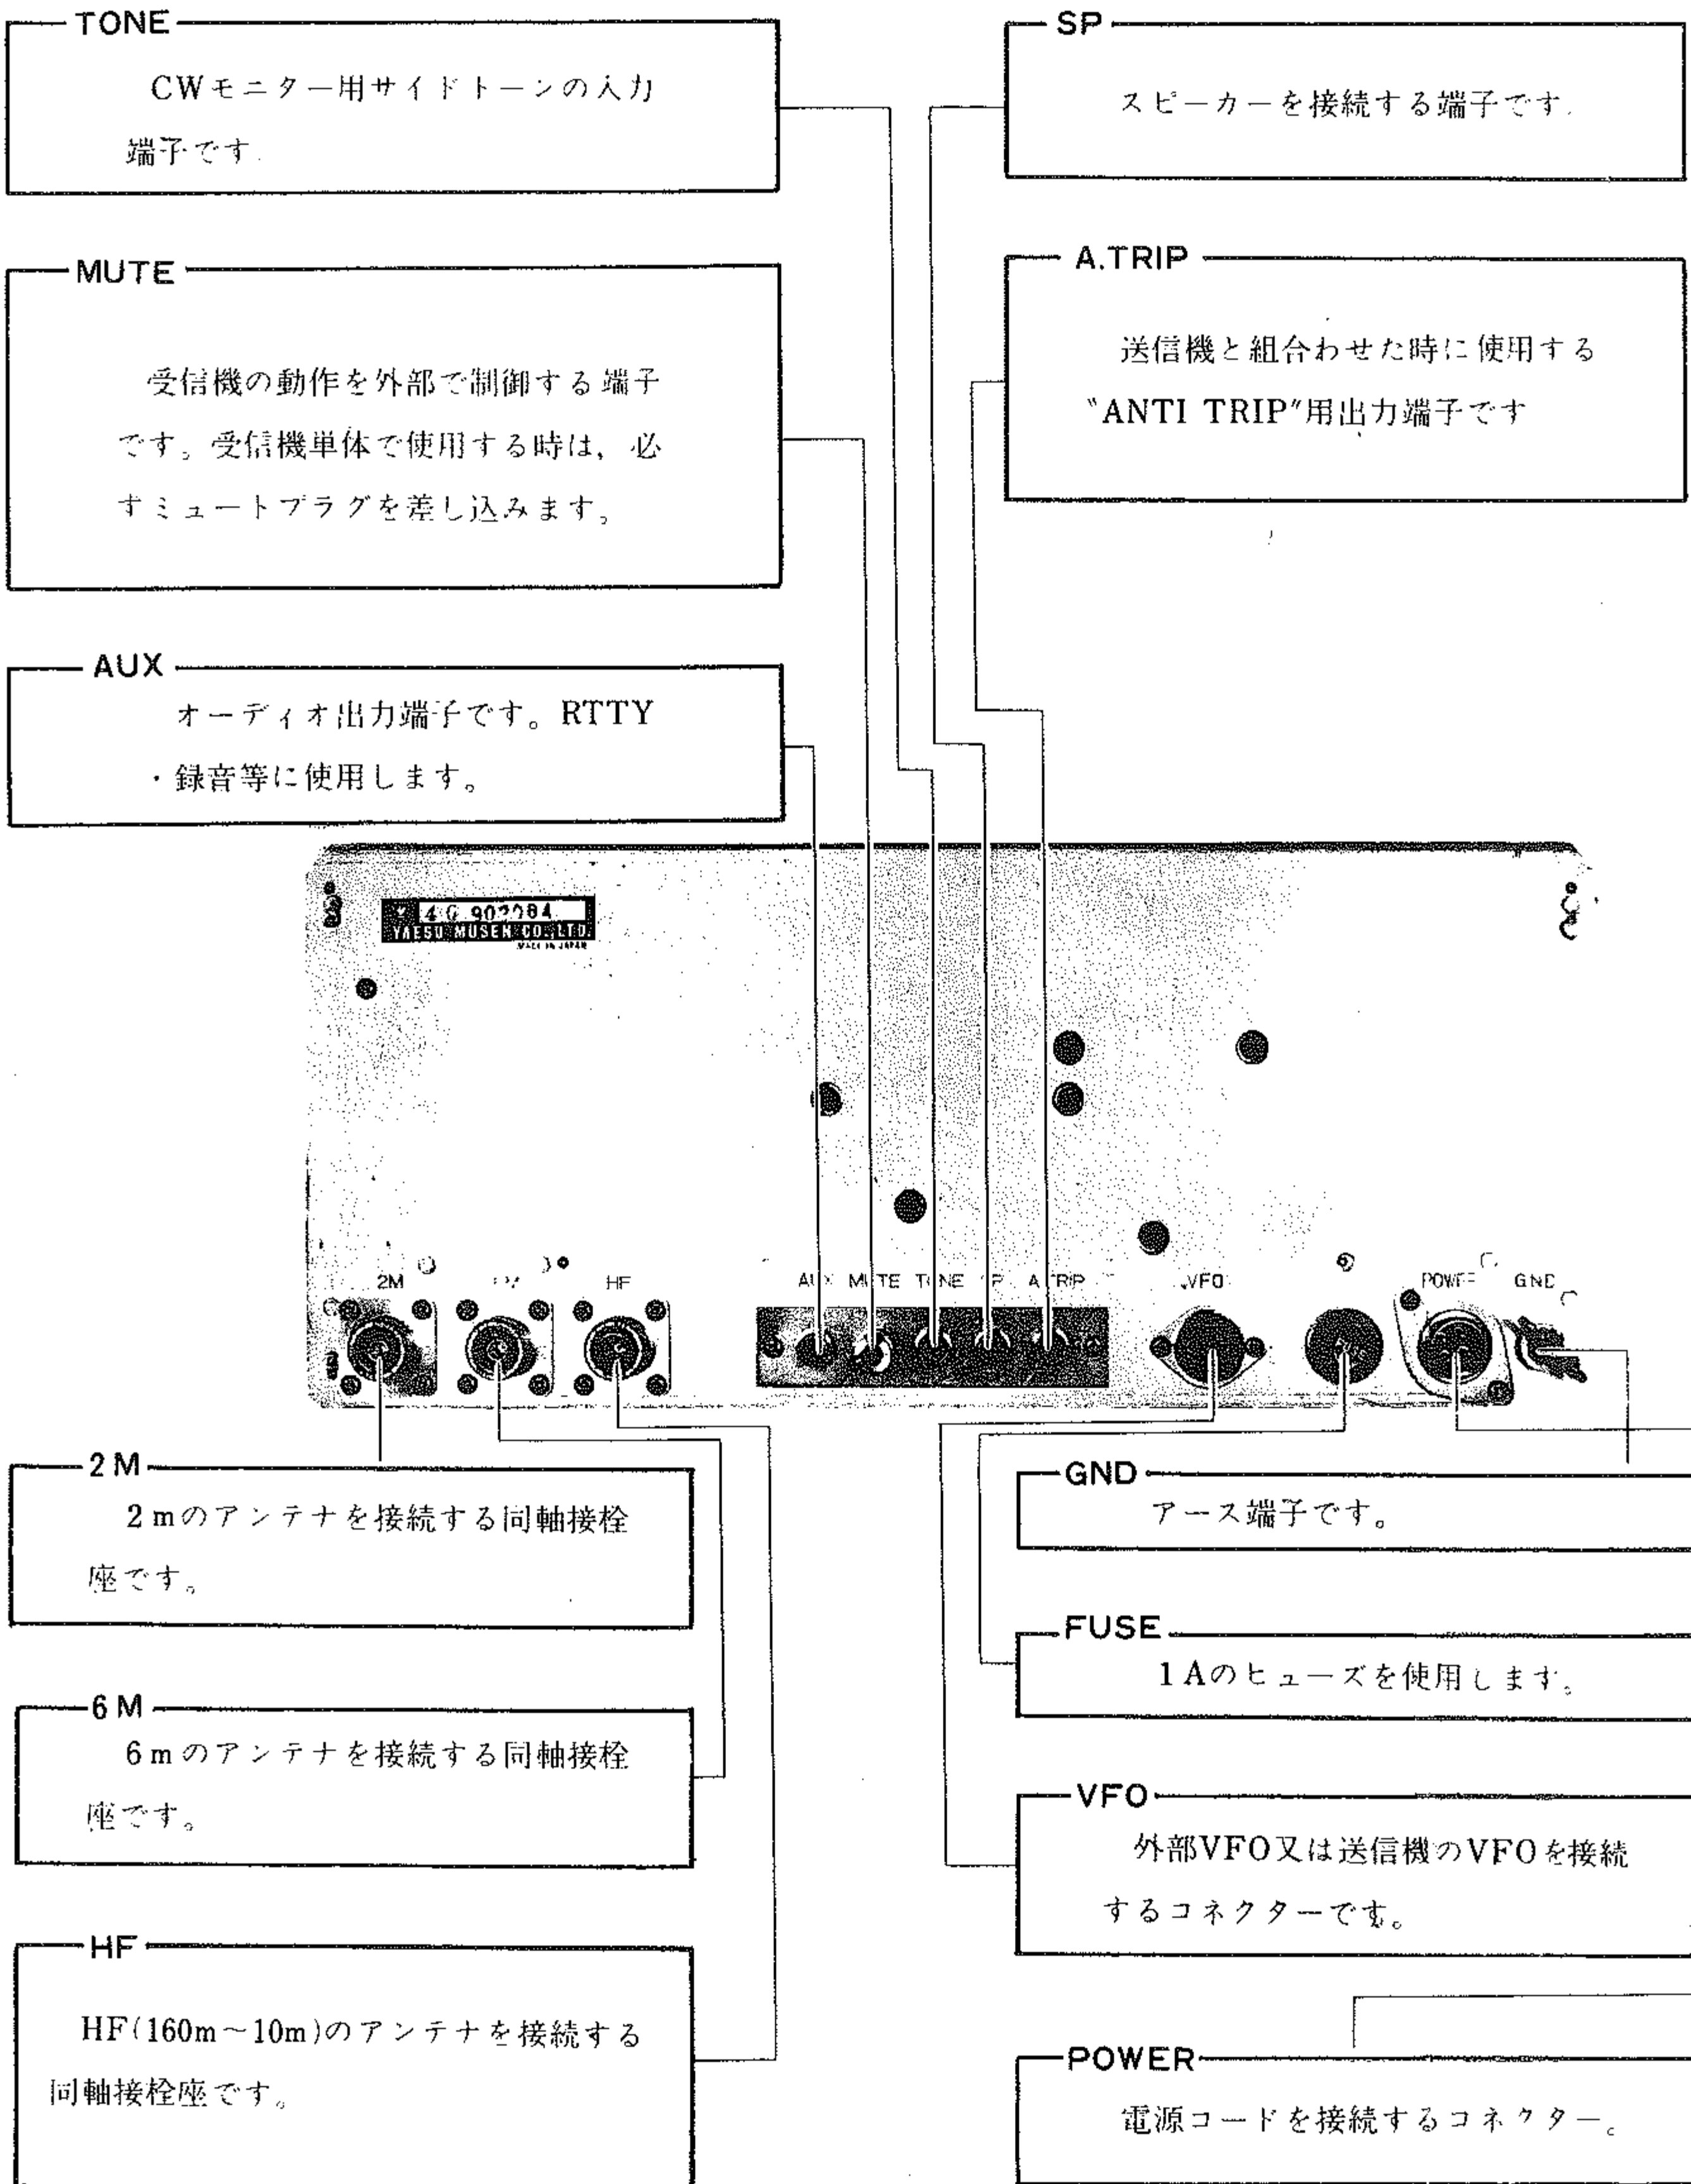 TONE
CWモニター用サイドトーンの入力
端子です.
SP
スピーカーを接続する端子です.
MUTE
受信機の動作を外部で制御する端子
です。受信機単体で使用する時は，必
ずミュートプラグを差し込みます。
A.TRIP
送信機と組合わせた時に使用する
"ANTI TRIP"用出力端子です
AUX
オーディオ出力端子です。RTTY
・録音等に使用します。
YAESU MUSEN CO.,LTD.
MADE IN JAPAN
2M
HF
AUX MUTE TONE SP A.TRIP
VFO
POWER
GND
2M
2mのアンテナを接続する同軸接栓
座です。
6M
6mのアンテナを接続する同軸接栓
座です。
HF
HF(160m〜10m)のアンテナを接続する
同軸接栓座です。
GND
アース端子です。
FUSE
1Aのヒューズを使用します。
VFO
外部VFO又は送信機のVFOを接続
するコネクターです。
POWER
電源コードを接続するコネクター。